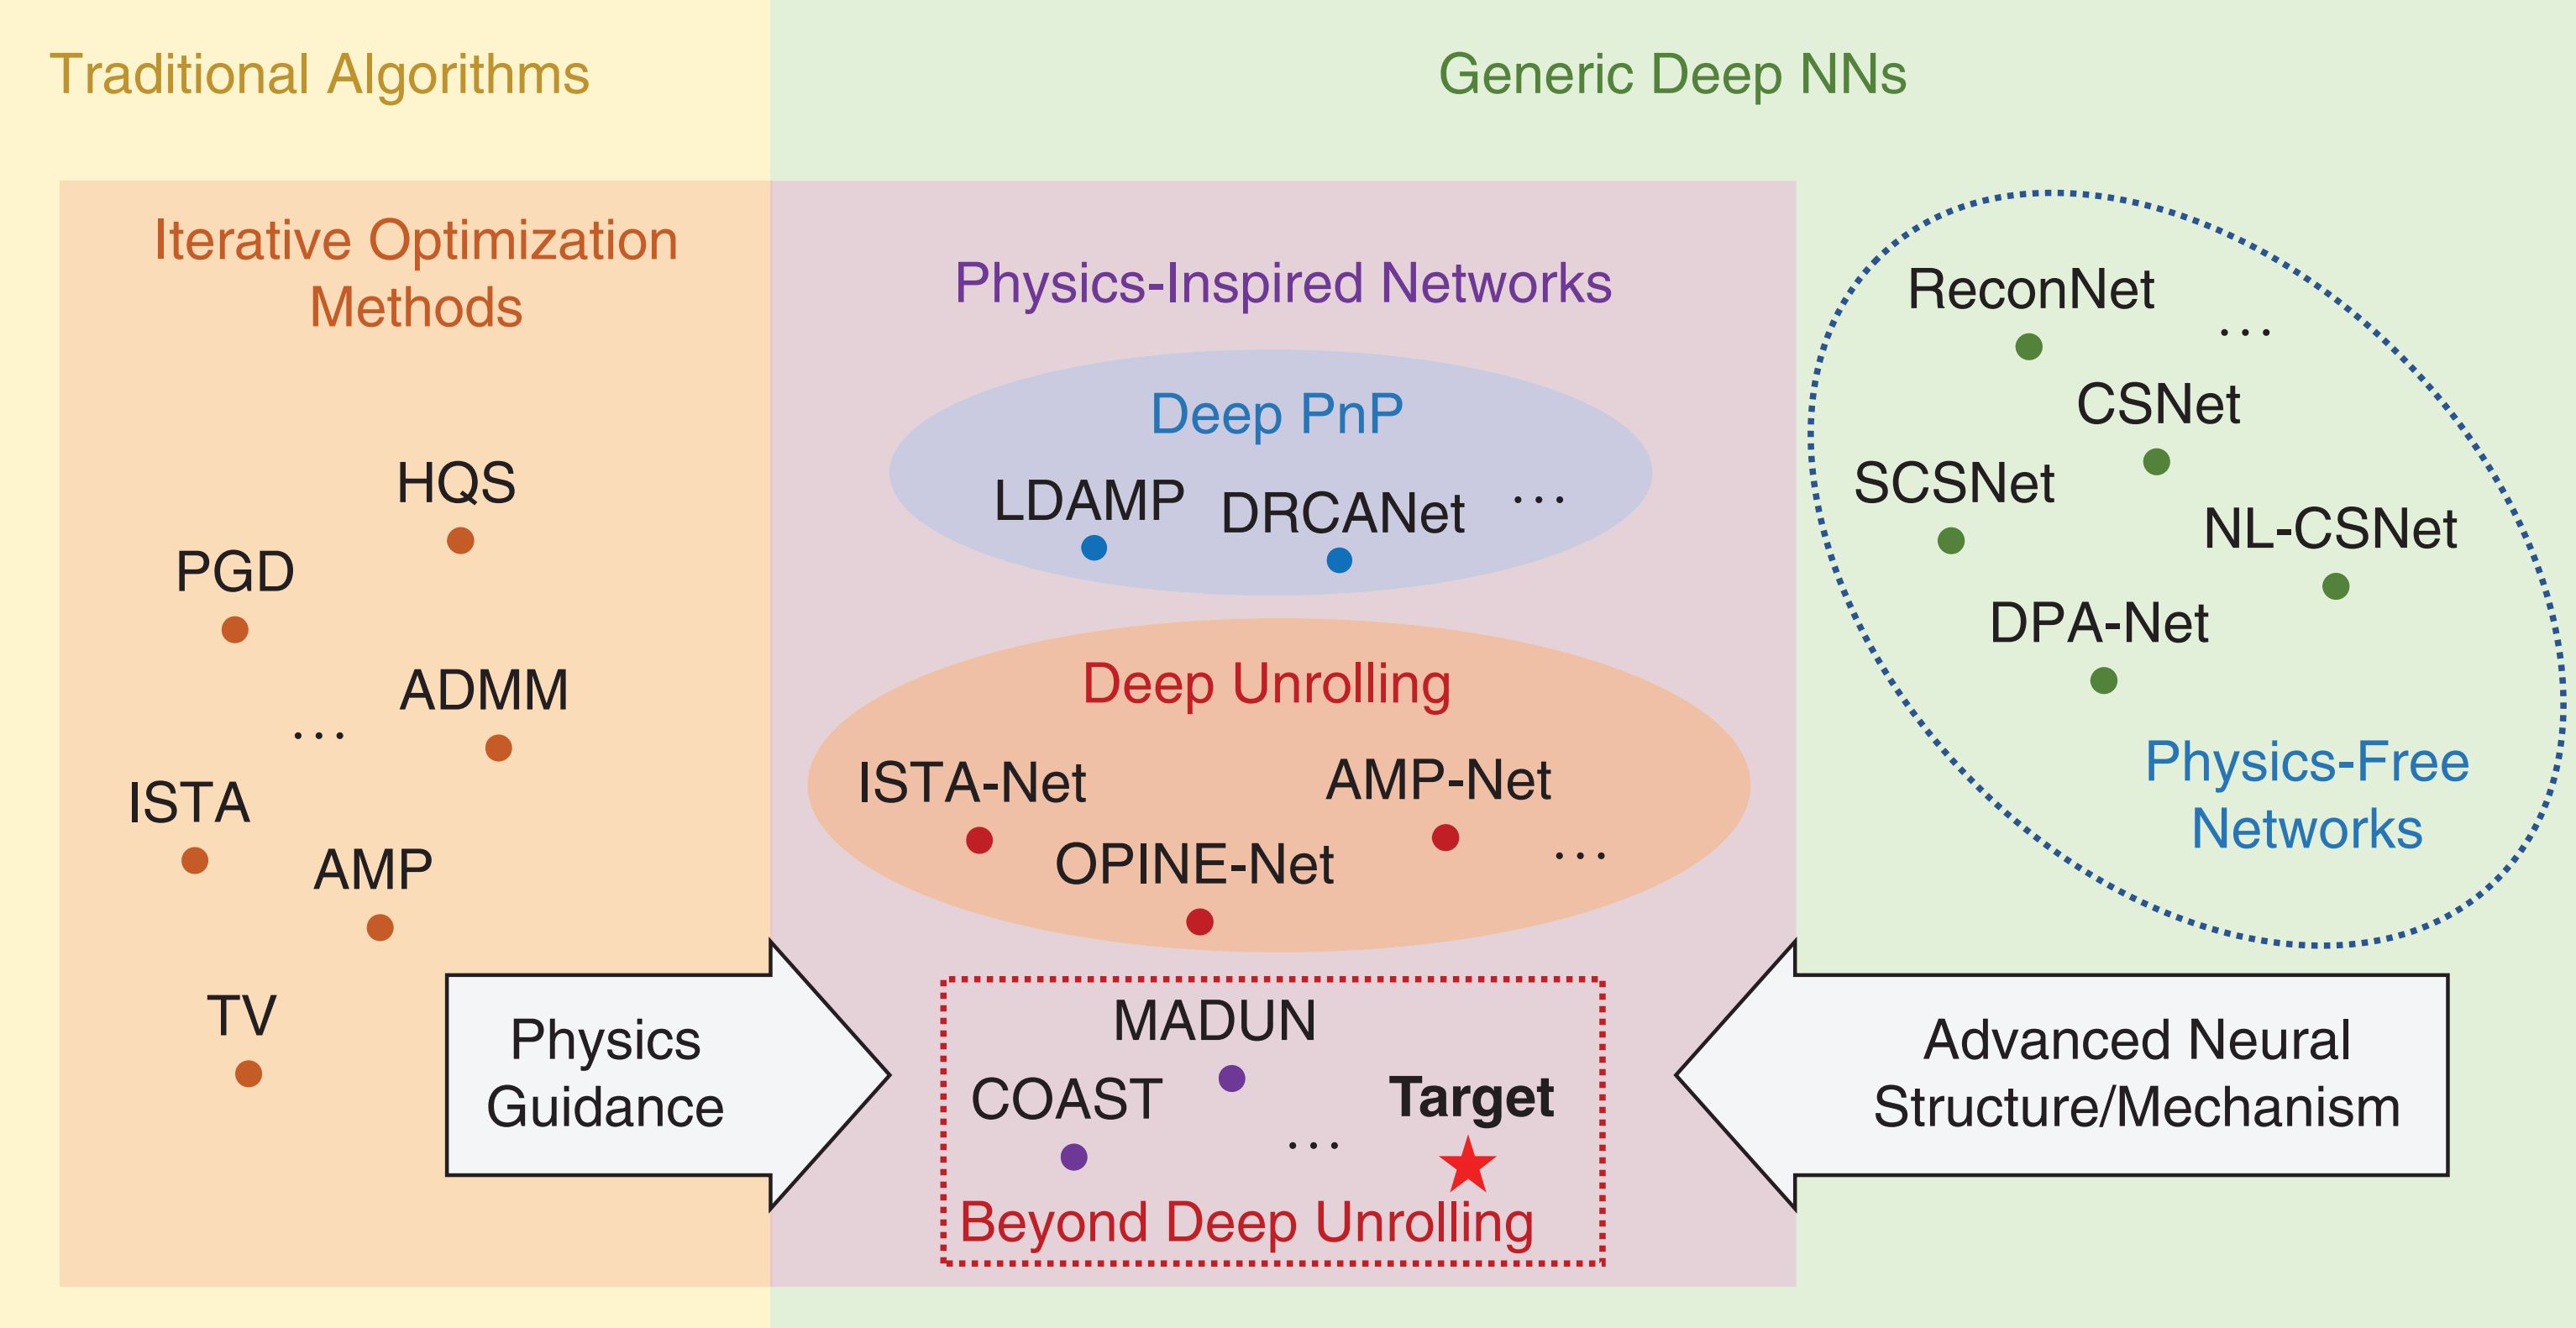 Traditional Algorithms
Generic Deep NNs
Iterative Optimization
Methods
HQS
PGD
ADMM
...
ISTA
AMP
TV
Physics
Guidance
Physics-Inspired Networks
Deep PnP
LDAMP
DRCANet
...
Deep Unrolling
ISTA-Net
AMP-Net
OPINE-Net
...
MADUN
COAST
...
Target
Beyond Deep Unrolling
ReconNet
...
CSNet
SCSNet
NL-CSNet
DPA-Net
Physics-Free
Networks
Advanced Neural
Structure/Mechanism